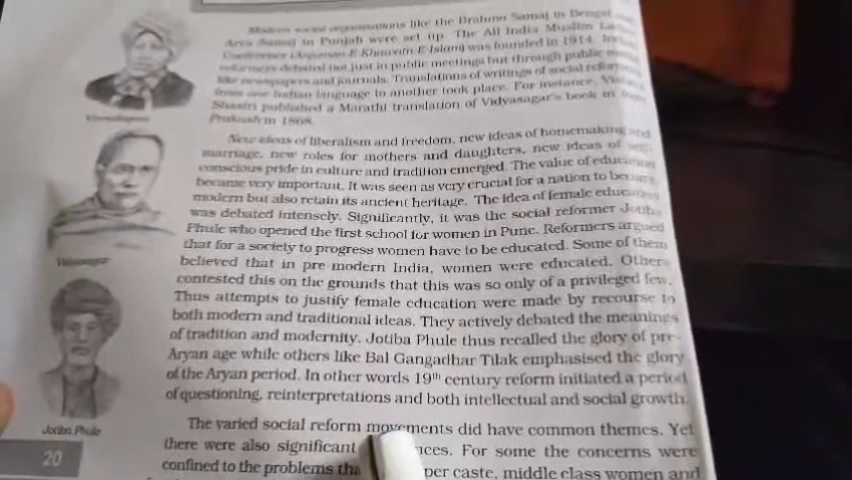 Modern social organisations like the Brahmo Samaj in Bengal
Arya Samaj in Punjab were set up. The All India Muslim La
Conference (Anjuman-E-Khawatn-E-Islam) was founded in 1914.
reformers debated not just in public meetings but through public
like newspapers and journals. Translations of writings of social reformers
from one Indian language to another took place. For instance,
Shastri published a Marathi translation of Vidyasagar's book in
Prakash in 1868.
New ideas of liberalism and freedom, new ideas of homemaking and
marriage, new roles for mothers and daughters, new ideas of
conscious pride in culture and tradition emerged. The value of education
became very important. It was seen as very crucial for a nation to become
modern but also retain its ancient heritage. The idea of female education
was debated intensely. Significantly, it was the social reformer Jotiba
Phule who opened the first school for women in Pune. Reformers argued
that for a society to progress women have to be educated. Some of them
believed that in pre-modern India, women were educated. Others
contested this on the grounds that this was so only of a privileged few.
Thus attempts to justify female education were made by recourse to
both modern and traditional ideas. They actively debated the meanings
of tradition and modernity. Jotiba Phule thus recalled the glory of pre-
Aryan age while others like Bal Gangadhar Tilak emphasised the glory
of the Aryan period. In other words 19th century reform initiated a period
of questioning, reinterpretations and both intellectual and social growth.
The varied social reform movements did have common themes. Yet
there were also significant nces. For some the concerns were
confined to the problems tha per caste, middle class women and
Vidyasagar
Jotiba Phule
20